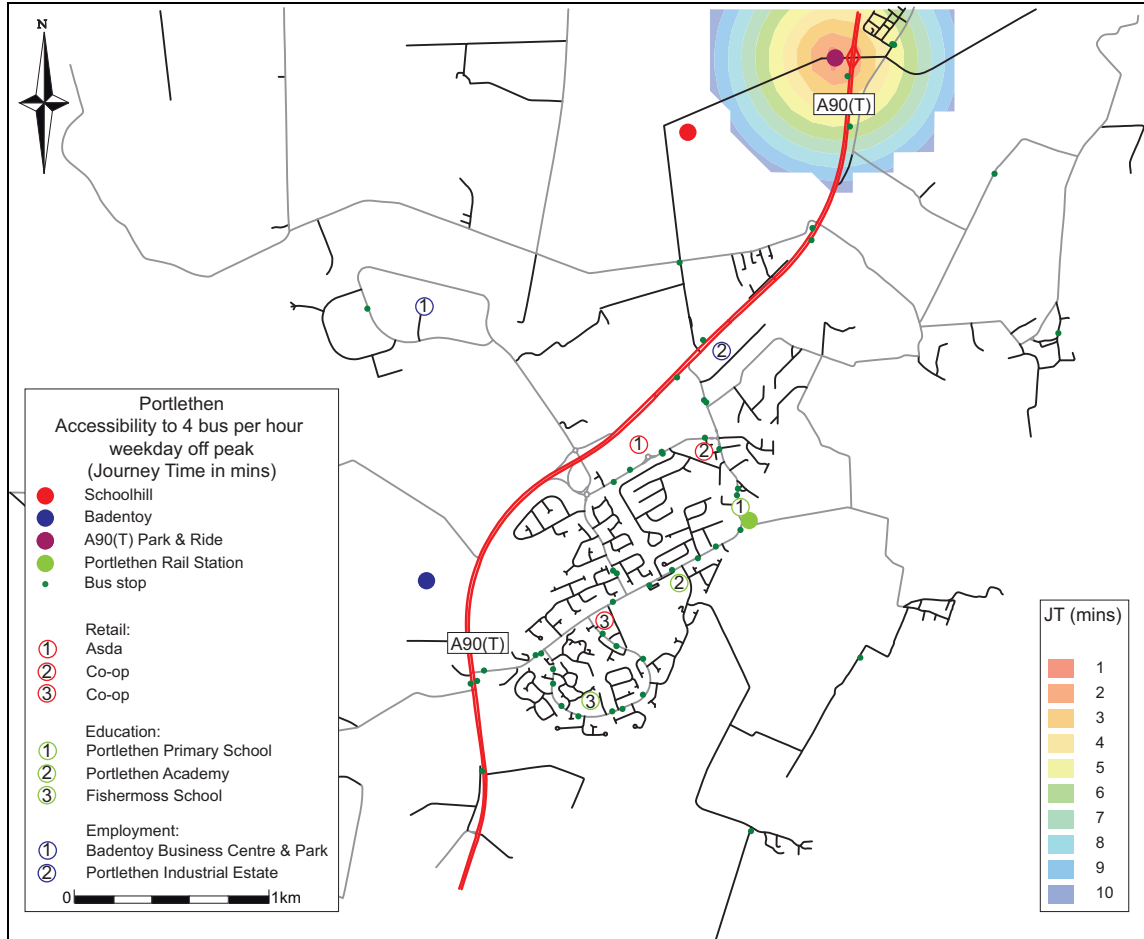 N
A90(T)
1
2
1
2
1
2
3
A90(T)
3
Portlethen
Accessibility to 4 bus per hour
weekday off peak
(Journey Time in mins)
Schoolhill
Badentoy
A90(T) Park & Ride
Portlethen Rail Station
Bus stop
Retail:
1 Asda
2 Co-op
3 Co-op
Education:
1 Portlethen Primary School
2 Portlethen Academy
3 Fishermoss School
Employment:
1 Badentoy Business Centre & Park
2 Portlethen Industrial Estate
0 1km
JT (mins)
1
2
3
4
5
6
7
8
9
10